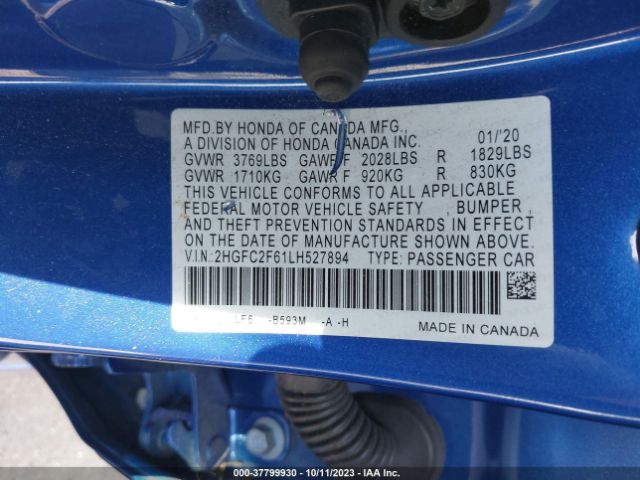 MFD.BY HONDA OF CANADA MFG., 01/'20
A DIVISION OF HONDA CANADA INC.
GVWR 3769LBS GAWR F 2028LBS R 1829LBS
GVWR 1710KG GAWR F 920KG R 830KG
THIS VEHICLE CONFORMS TO ALL APPLICABLE
FEDERAL MOTOR VEHICLE SAFETY , BUMPER ,
AND THEFT PREVENTION STANDARDS IN EFFECT
ON THE DATE OF MANUFACTURE SHOWN ABOVE.
V.I.N.:2HGFC2F61LH527894 TYPE: PASSENGER CAR
-B593M -A -H
MADE IN CANADA
000-37799930 - 10/11/2023 - IAA Inc.